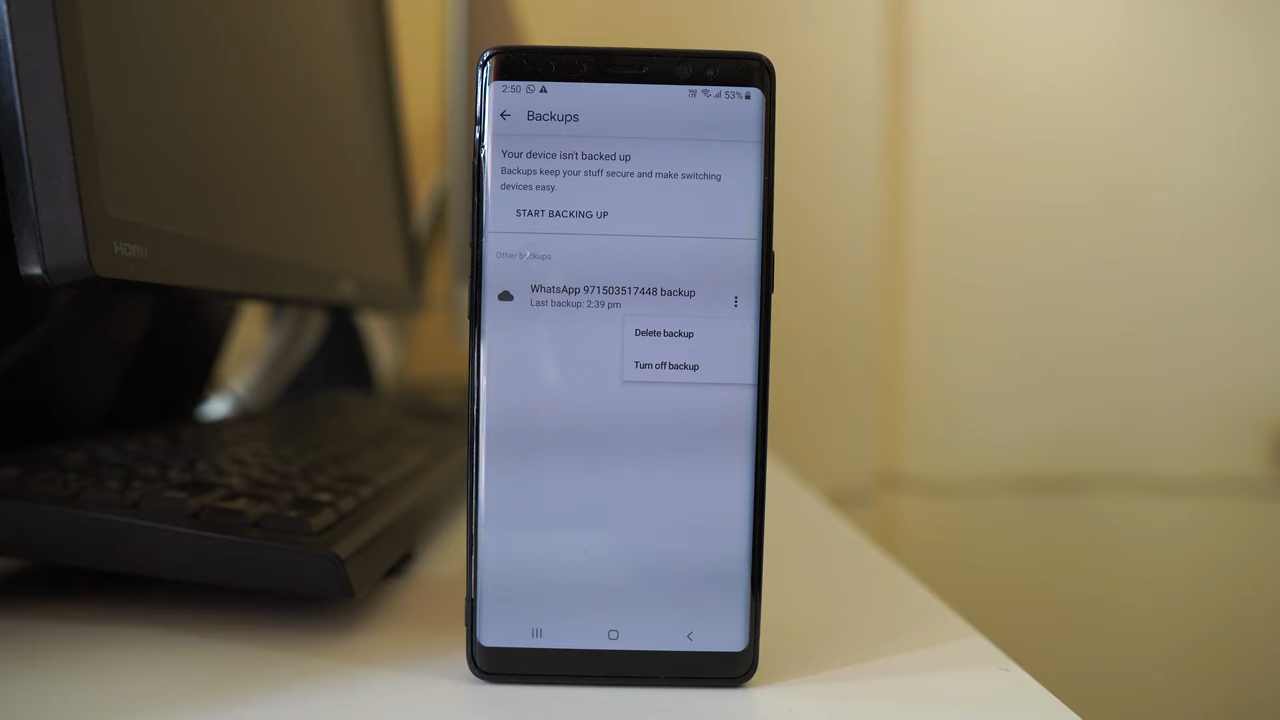 HDMI
2:50 53%
Backups
Your device isn't backed up
Backups keep your stuff secure and make switching
devices easy.
START BACKING UP
Other backups
WhatsApp 971503517448 backup
Last backup: 2:39 pm
Delete backup
Turn off backup